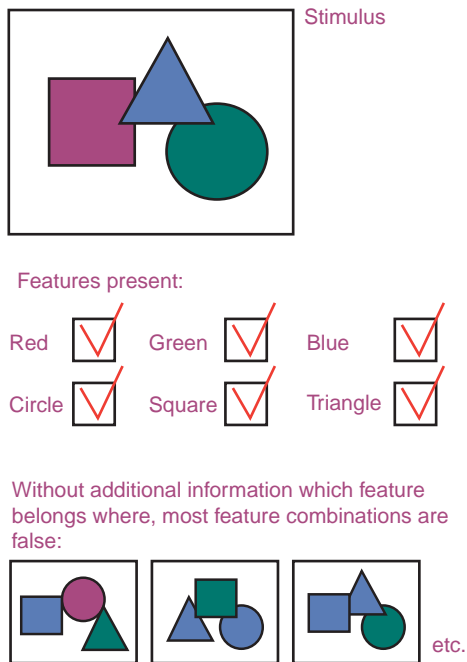 Stimulus
Features present:
Red Green Blue
Circle Square Triangle
Without additional information which feature
belongs where, most feature combinations are
false:
etc.